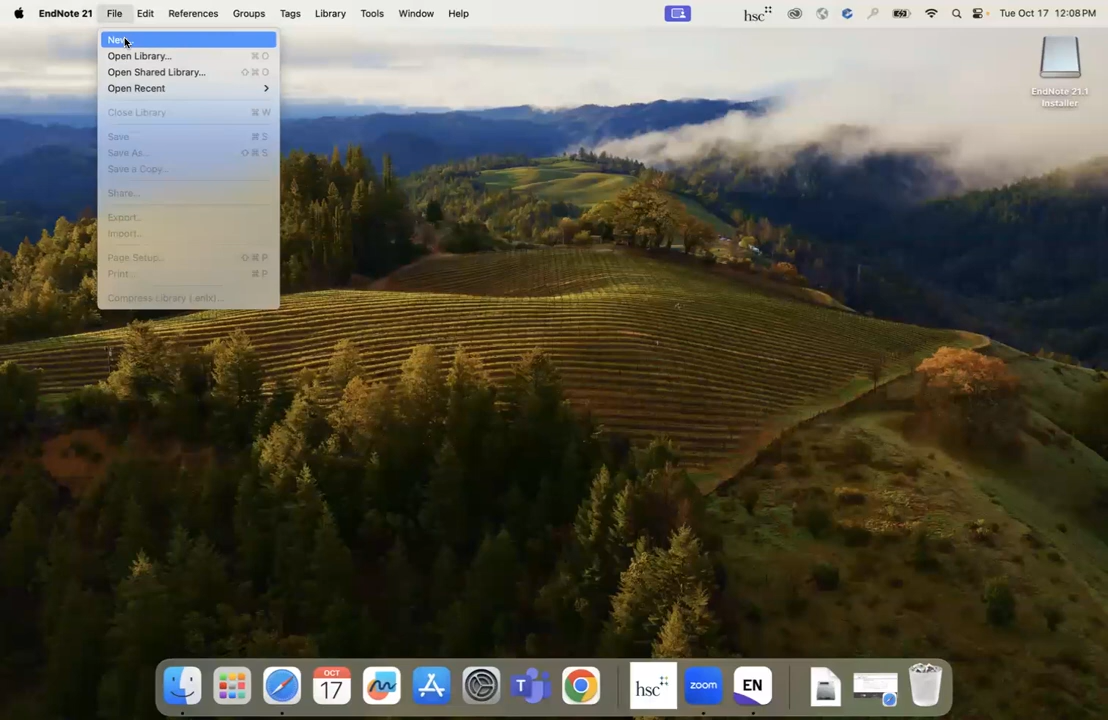 EndNote 21 File Edit References Groups Tags Library Tools Window Help hsc Tue Oct 17 12:08 PM
New...
Open Library... ⌘ O
Open Shared Library... ⇧ ⌘ O
Open Recent >
Close Library ⌘ W
Save ⌘ S
Save As... ⇧ ⌘ S
Save a Copy...
Share...
Export...
Import...
Page Setup... ⇧ ⌘ P
Print... ⌘ P
Compress Library (.enlx)...
EndNote 21.1
Installer
OCT
17
hsc
zoom
EN